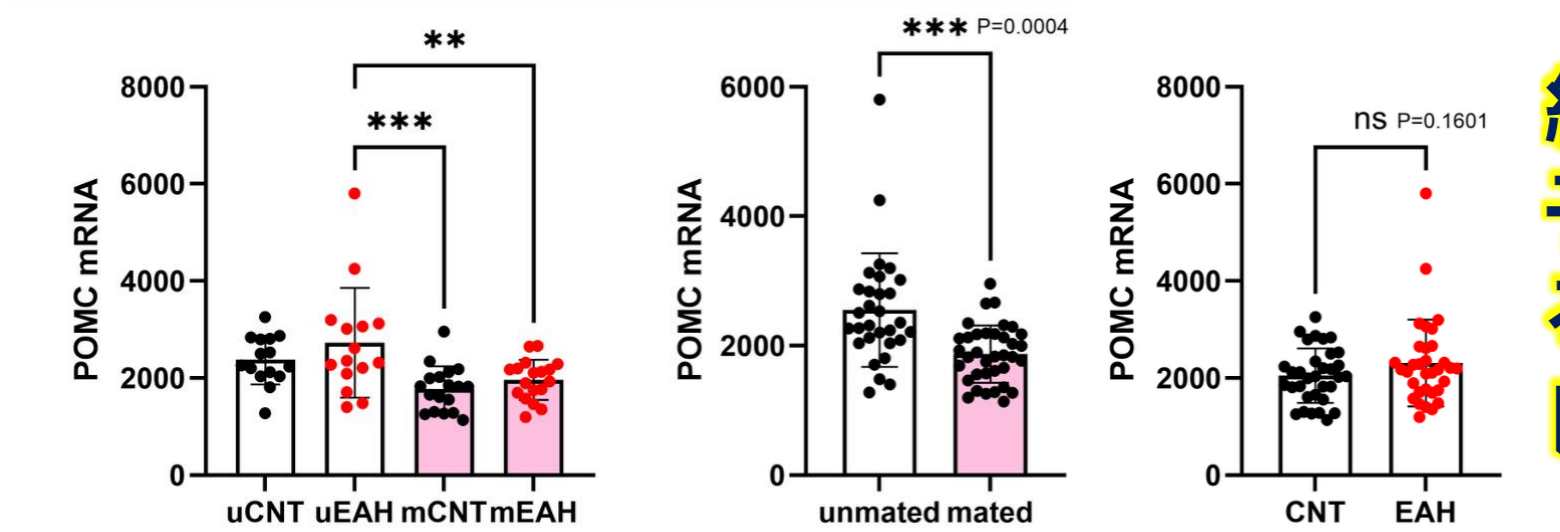 **
***
POMC mRNA
8000
6000
4000
2000
0
uCNT uEAH mCNT mEAH
*** P=0.0004
POMC mRNA
6000
4000
2000
0
unmated mated
ns P=0.1601
POMC mRNA
8000
6000
4000
2000
0
CNT EAH